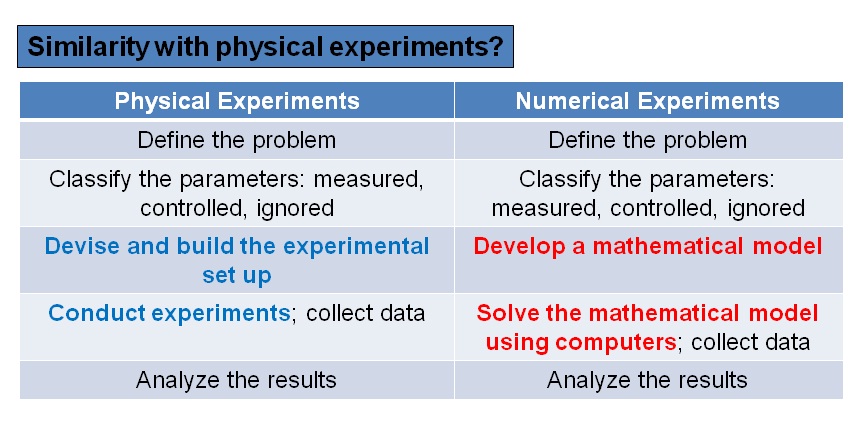 Similarity with physical experiments?
Physical Experiments
Numerical Experiments
Define the problem
Define the problem
Classify the parameters: measured,
controlled, ignored
Classify the parameters:
measured, controlled, ignored
Devise and build the experimental
set up
Develop a mathematical model
Conduct experiments; collect data
Solve the mathematical model
using computers; collect data
Analyze the results
Analyze the results